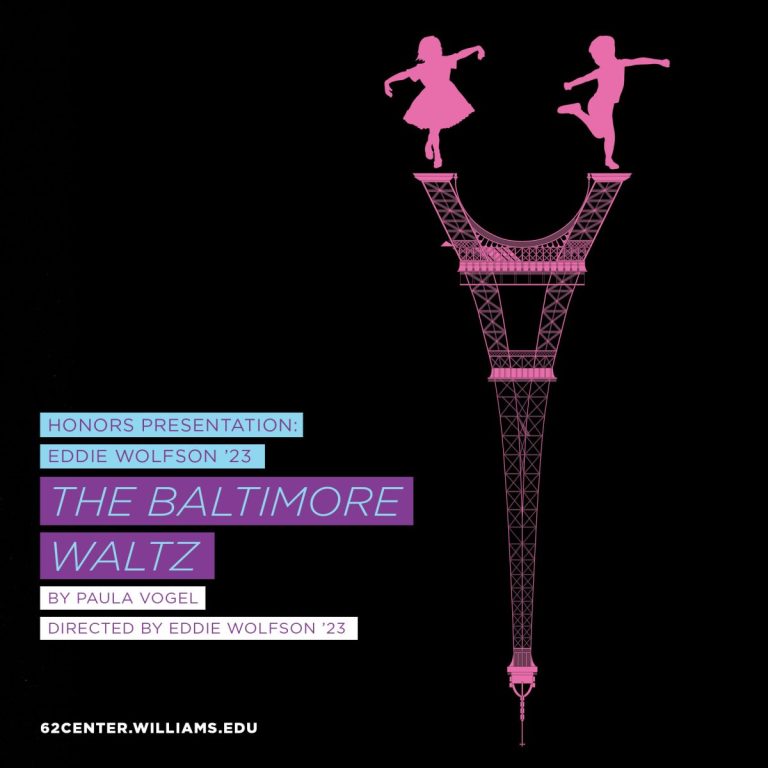 HONORS PRESENTATION:
EDDIE WOLFSON ’23
THE BALTIMORE
WALTZ
BY PAULA VOGEL
DIRECTED BY EDDIE WOLFSON ’23
62CENTER.WILLIAMS.EDU